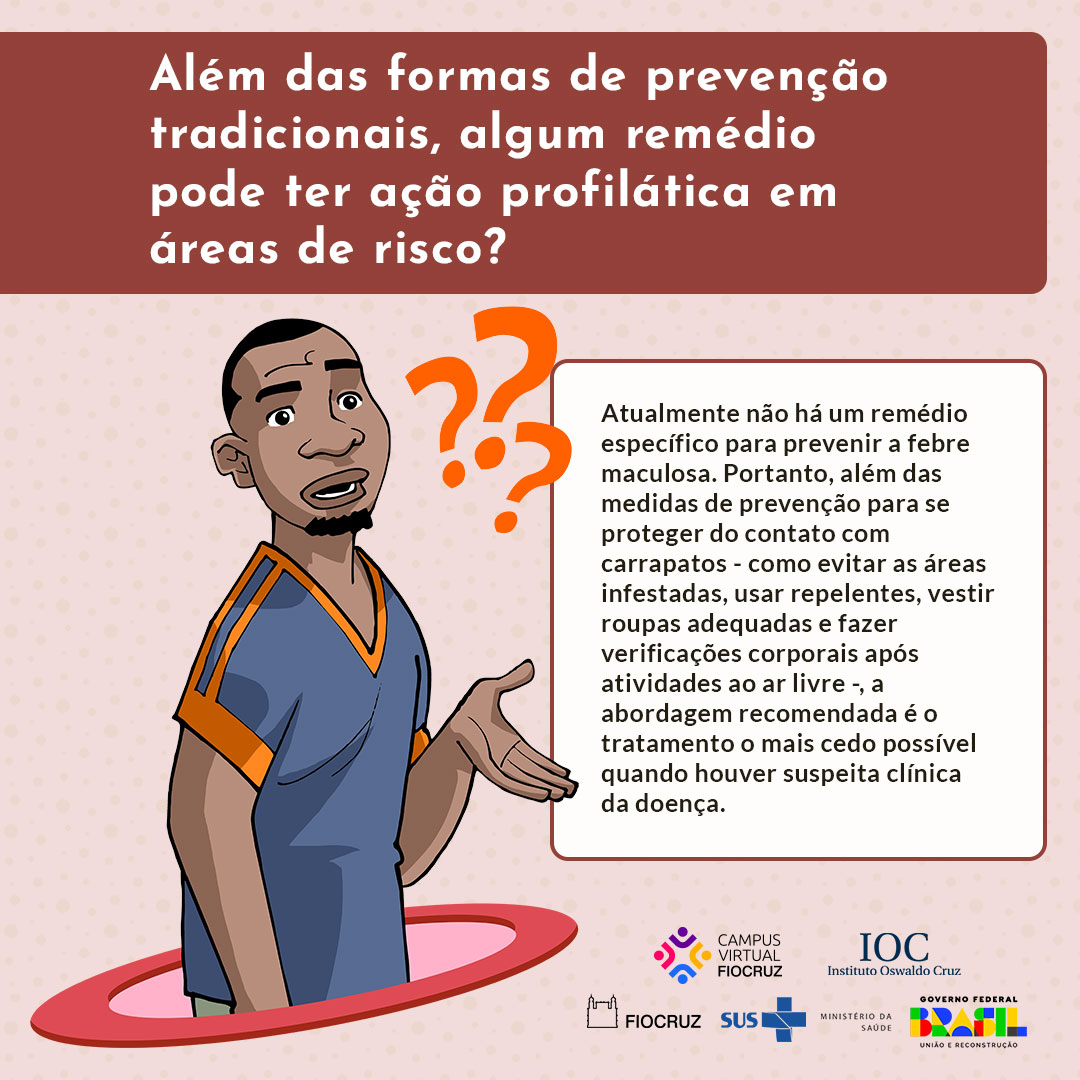 Além das formas de prevenção
tradicionais, algum remédio
pode ter ação profilática em
áreas de risco?
???
Atualmente não há um remédio
específico para prevenir a febre
maculosa. Portanto, além das
medidas de prevenção para se
proteger do contato com
carrapatos - como evitar as áreas
infestadas, usar repelentes, vestir
roupas adequadas e fazer
verificações corporais após
atividades ao ar livre -, a
abordagem recomendada é o
tratamento o mais cedo possível
quando houver suspeita clínica
da doença.
CAMPUS
VIRTUAL
FIOCRUZ
IOC
Instituto Oswaldo Cruz
FIOCRUZ
SUS
MINISTÉRIO DA
SAÚDE
GOVERNO FEDERAL
BRASIL
UNIÃO E RECONSTRUÇÃO